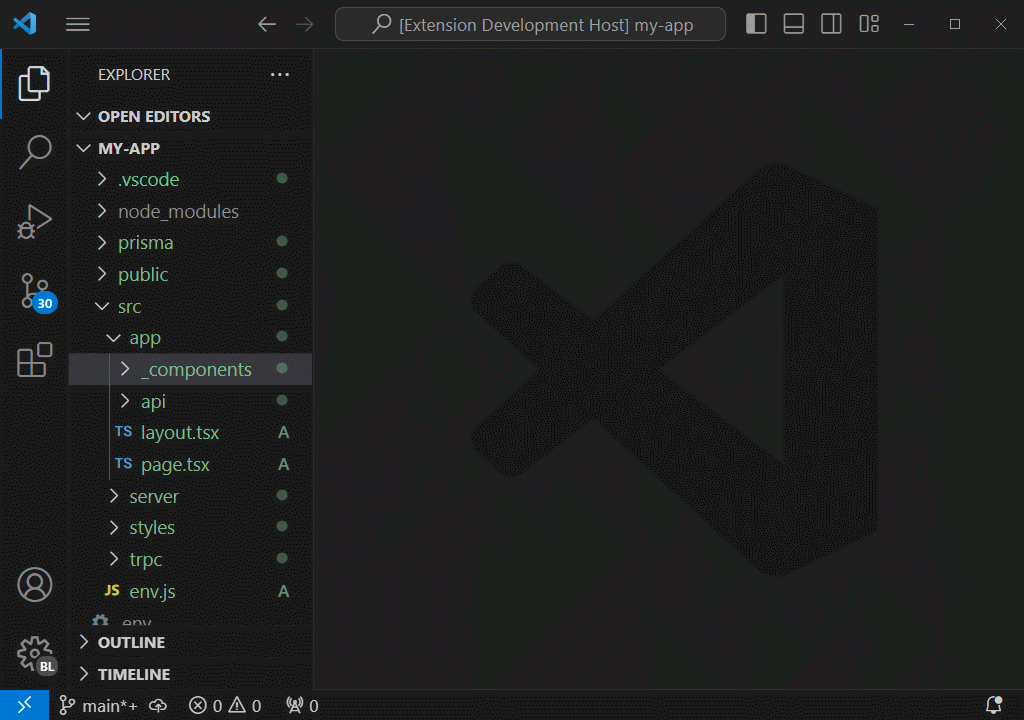 [Extension Development Host] my-app
EXPLORER
OPEN EDITORS
MY-APP
.vscode
node_modules
prisma
public
src
app
_components
api
TS layout.tsx A
TS page.tsx A
server
styles
trpc
JS env.js A
.env
OUTLINE
TIMELINE
30
BL
main*+ 0 0 0